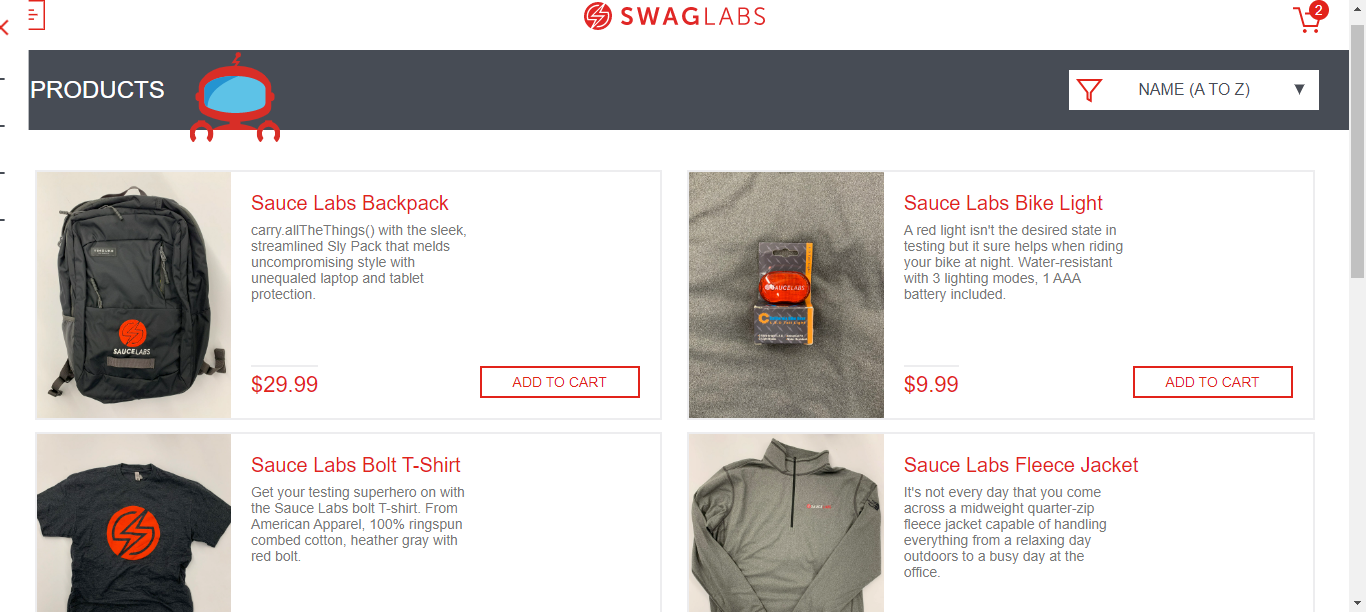 SWAGLABS
2
PRODUCTS
NAME (A TO Z)
Sauce Labs Backpack
carry.allTheThings() with the sleek,
streamlined Sly Pack that melds
uncompromising style with
unequaled laptop and tablet
protection.
$29.99
ADD TO CART
SAUCELABS
Sauce Labs Bike Light
A red light isn't the desired state in
testing but it sure helps when riding
your bike at night. Water-resistant
with 3 lighting modes, 1 AAA
battery included.
$9.99
ADD TO CART
SAUCELABS
Sauce Labs Bolt T-Shirt
Get your testing superhero on with
the Sauce Labs bolt T-shirt. From
American Apparel, 100% ringspun
combed cotton, heather gray with
red bolt.
Sauce Labs Fleece Jacket
It's not every day that you come
across a midweight quarter-zip
fleece jacket capable of handling
everything from a relaxing day
outdoors to a busy day at the
office.